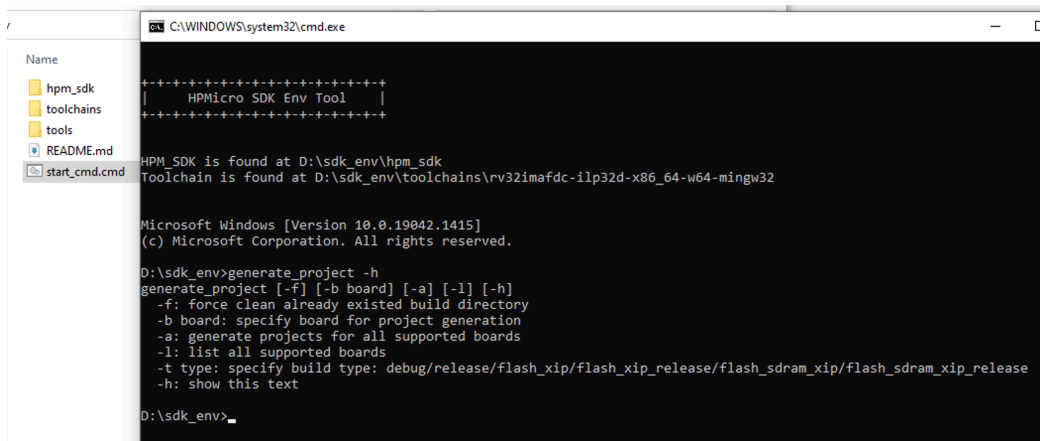 C:\WINDOWS\system32\cmd.exe
Name
hpm_sdk
toolchains
tools
README.md
start_cmd.cmd
+-+-+-+-+-+-+-+-+-+-+-+-+-+-+-+
| HPMicro SDK Env Tool |
+-+-+-+-+-+-+-+-+-+-+-+-+-+-+-+
HPM_SDK is found at D:\sdk_env\hpm_sdk
Toolchain is found at D:\sdk_env\toolchains\rv32imafdc-ilp32d-x86_64-w64-mingw32
Microsoft Windows [Version 10.0.19042.1415]
(c) Microsoft Corporation. All rights reserved.
D:\sdk_env>generate_project -h
generate_project [-f] [-b board] [-a] [-l] [-h]
-f: force clean already existed build directory
-b board: specify board for project generation
-a: generate projects for all supported boards
-l: list all supported boards
-t type: specify build type: debug/release/flash_xip/flash_xip_release/flash_sdram_xip/flash_sdram_xip_release
-h: show this text
D:\sdk_env>